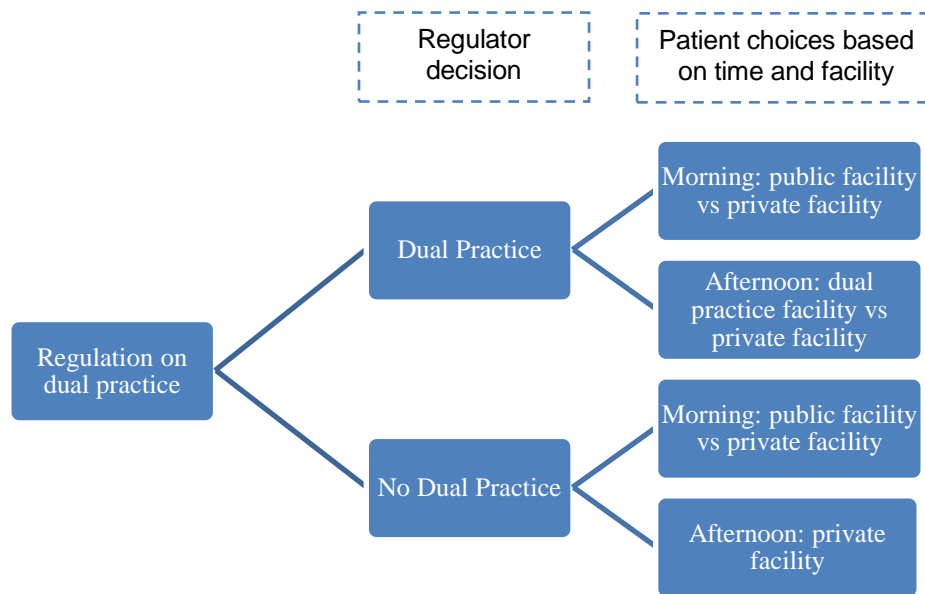 Regulator
decision
Patient choices based
on time and facility
Morning: public facility
vs private facility
Dual Practice
Afternoon: dual
practice facility vs
private facility
Regulation on
dual practice
Morning: public facility
vs private facility
No Dual Practice
Afternoon: private
facility